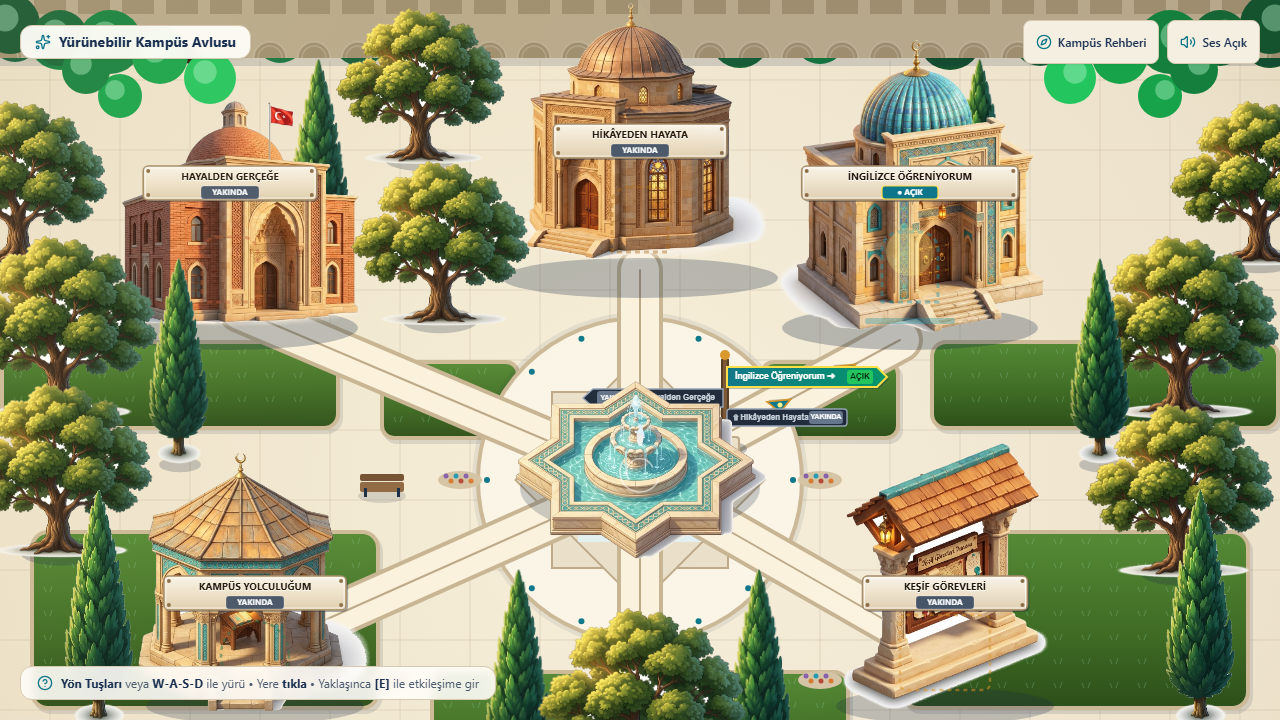 Yürünebilir Kampüs Avlusu
Kampüs Rehberi
Ses Açık
HİKÂYEDEN HAYATA
YAKINDA
HAYALDEN GERÇEĞE
YAKINDA
İNGİLİZCE ÖĞRENİYORUM
• AÇIK
İngilizce Öğreniyorum ➔ AÇIK
Gerçeğe
Hikâyeden Hayata YAKINDA
KAMPÜS YOLCULUĞUM
YAKINDA
KEŞİF GÖREVLERİ
YAKINDA
Yön Tuşları veya W-A-S-D ile yürü • Yere tıkla • Yaklaşınca [E] ile etkileşime gir